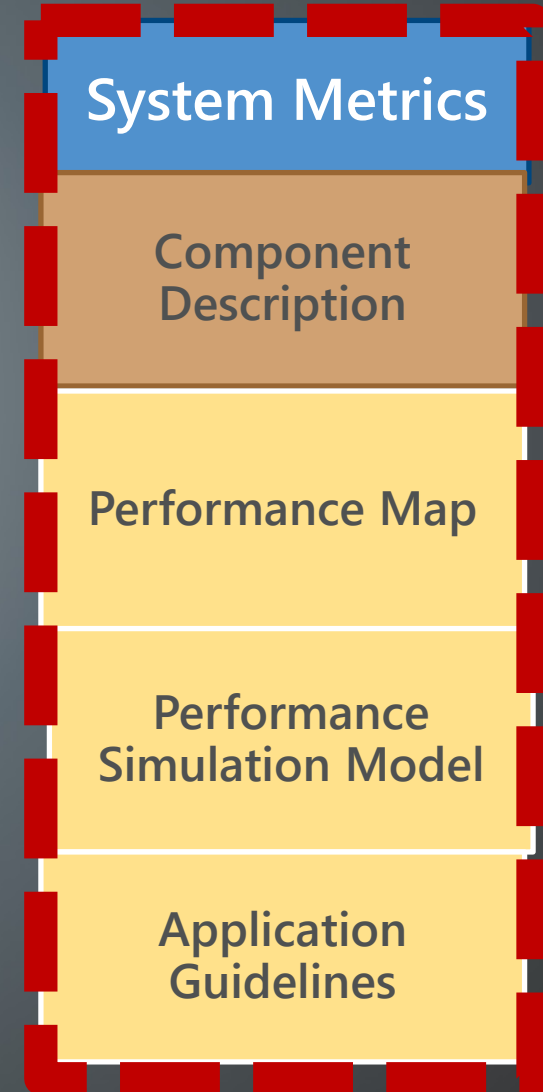 System Metrics
Component
Description
Performance Map
Performance
Simulation Model
Application
Guidelines